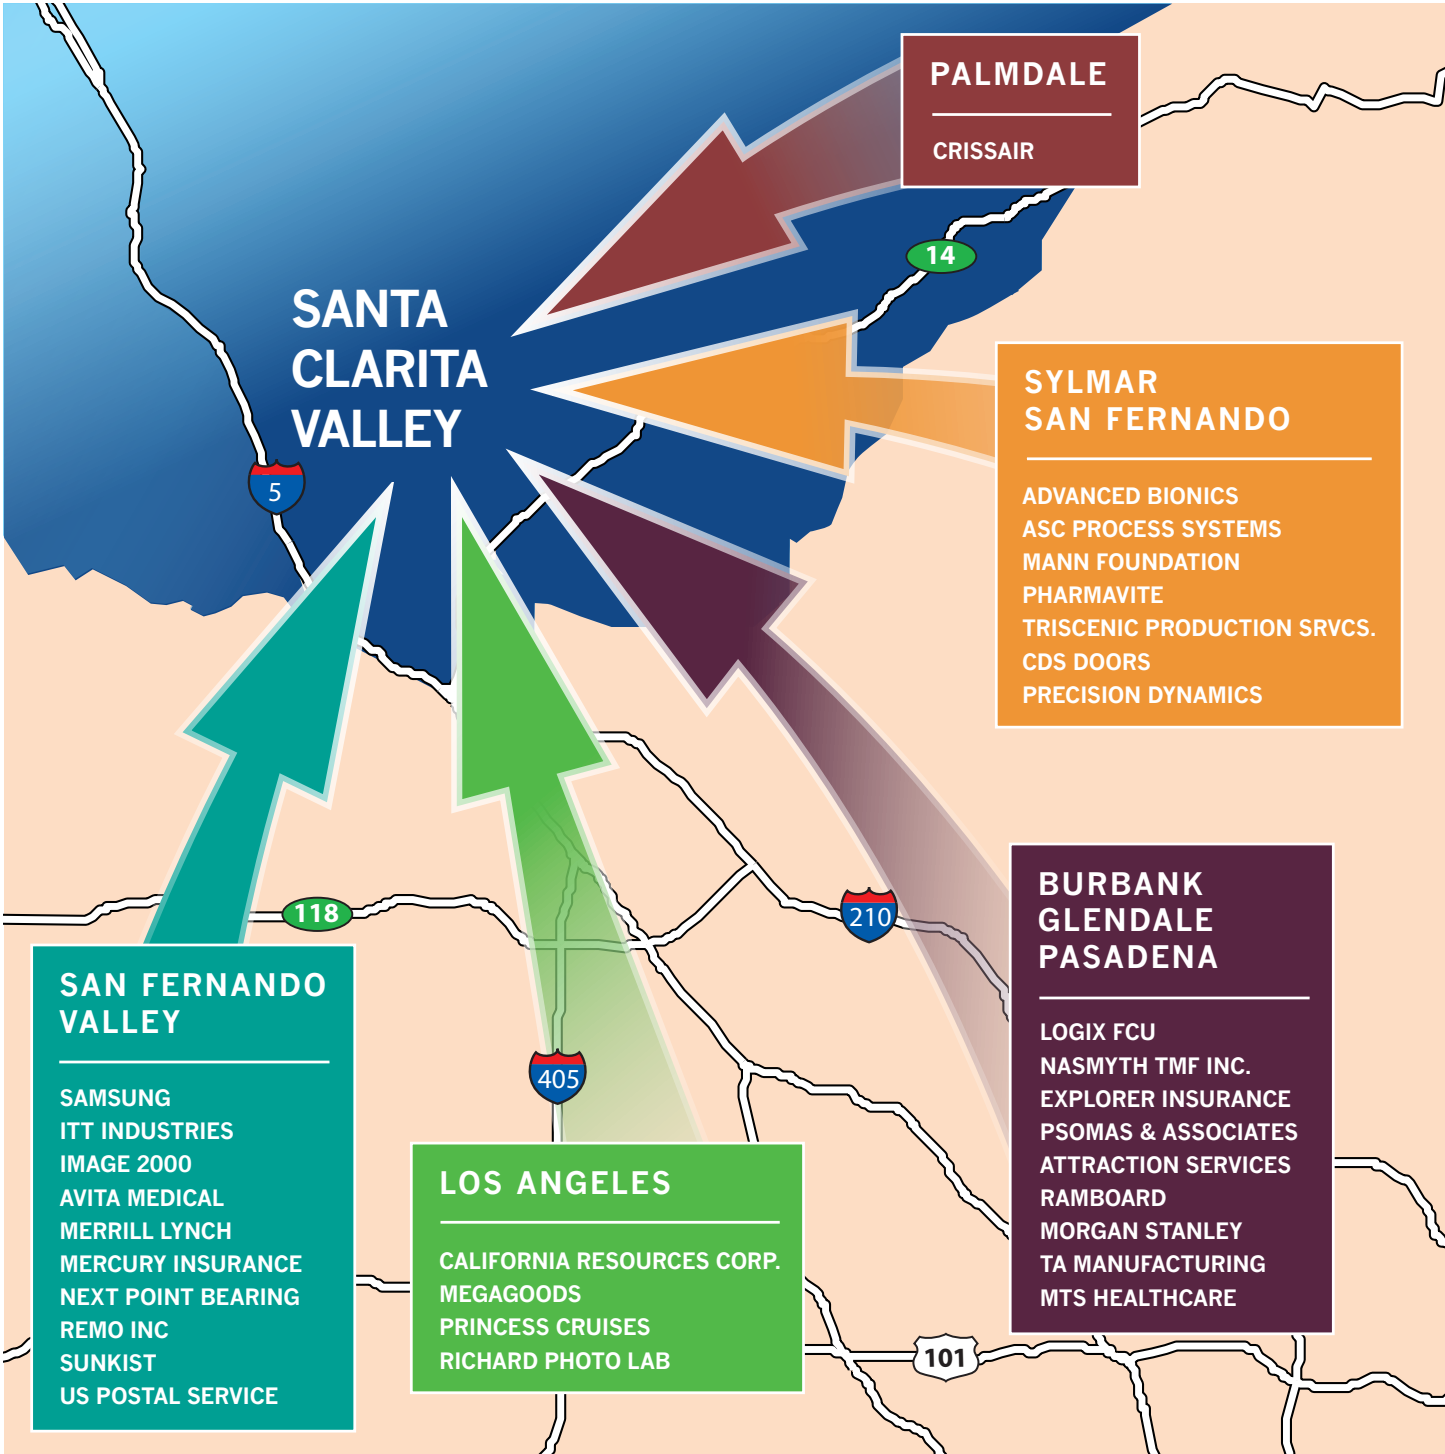 PALMDALE
CRISSAIR
14
SANTA
CLARITA
VALLEY
5
SYLMAR
SAN FERNANDO
ADVANCED BIONICS
ASC PROCESS SYSTEMS
MANN FOUNDATION
PHARMAVITE
TRISCENIC PRODUCTION SRVCS.
CDS DOORS
PRECISION DYNAMICS
118
210
405
101
SAN FERNANDO
VALLEY
SAMSUNG
ITT INDUSTRIES
IMAGE 2000
AVITA MEDICAL
MERRILL LYNCH
MERCURY INSURANCE
NEXT POINT BEARING
REMO INC
SUNKIST
US POSTAL SERVICE
LOS ANGELES
CALIFORNIA RESOURCES CORP.
MEGAGOODS
PRINCESS CRUISES
RICHARD PHOTO LAB
BURBANK
GLENDALE
PASADENA
LOGIX FCU
NASMYTH TMF INC.
EXPLORER INSURANCE
PSOMAS & ASSOCIATES
ATTRACTION SERVICES
RAMBOARD
MORGAN STANLEY
TA MANUFACTURING
MTS HEALTHCARE